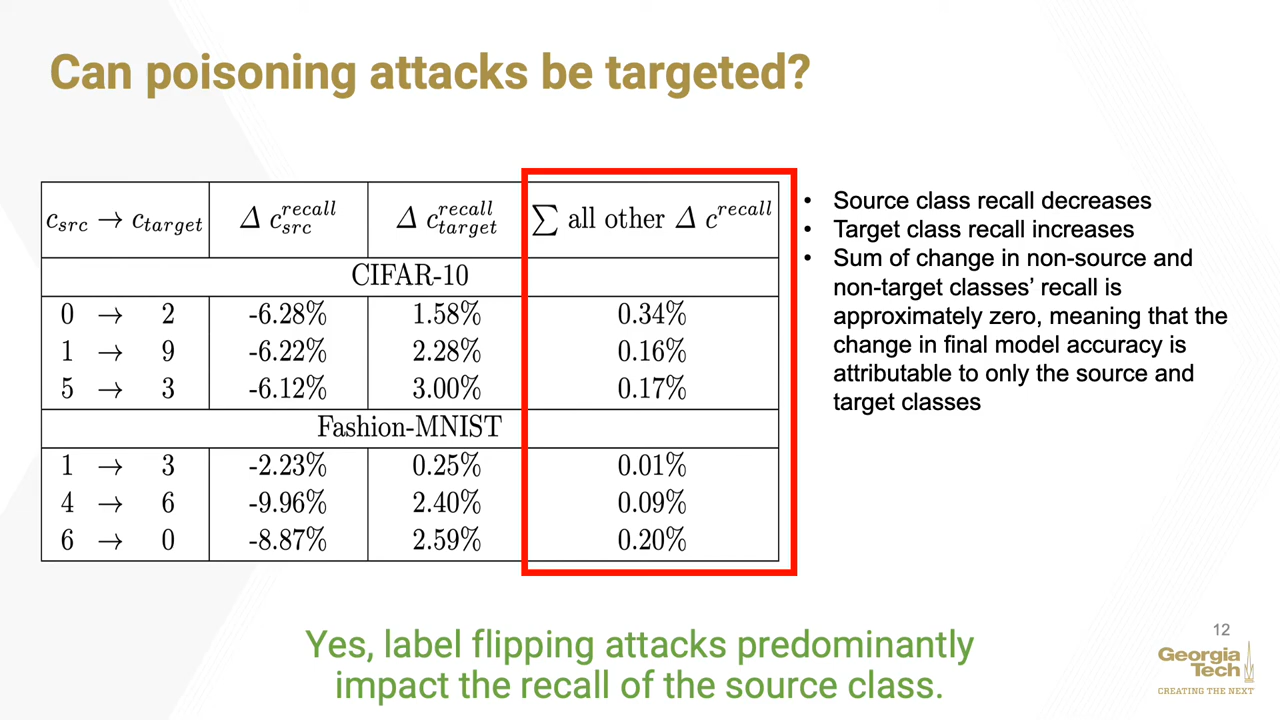 Can poisoning attacks be targeted?
c_src → c_target Δ c_src^recall Δ c_target^recall ∑ all other Δ c^recall
CIFAR-10
0 → 2 -6.28% 1.58% 0.34%
1 → 9 -6.22% 2.28% 0.16%
5 → 3 -6.12% 3.00% 0.17%
Fashion-MNIST
1 → 3 -2.23% 0.25% 0.01%
4 → 6 -9.96% 2.40% 0.09%
6 → 0 -8.87% 2.59% 0.20%
• Source class recall decreases
• Target class recall increases
• Sum of change in non-source and
non-target classes’ recall is
approximately zero, meaning that the
change in final model accuracy is
attributable to only the source and
target classes
Yes, label flipping attacks predominantly
impact the recall of the source class.
12
Georgia
Tech
CREATING THE NEXT